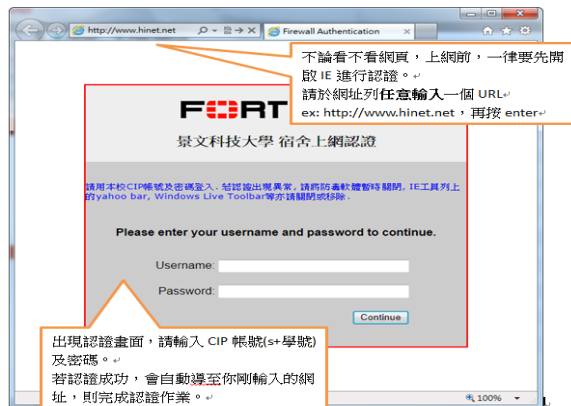 http://www.hinet.net
Firewall Authentication
不論看不看網頁，上網前，一律要先開
啟 IE 進行認證。
請於網址列任意輸入一個 URL
ex: http://www.hinet.net，再按 enter
FORT
景文科技大學 宿舍上網認證
請用本校CIP帳號及密碼登入. 若認證出現異常, 請將防毒軟體暫時關閉, IE工具列上
的yahoo bar, Windows Live Toolbar等亦請關閉或移除.
Please enter your username and password to continue.
Username:
Password:
Continue
出現認證畫面，請輸入 CIP 帳號(s+學號)
及密碼。
若認證成功，會自動導至你剛輸入的網
址，則完成認證作業。
100%